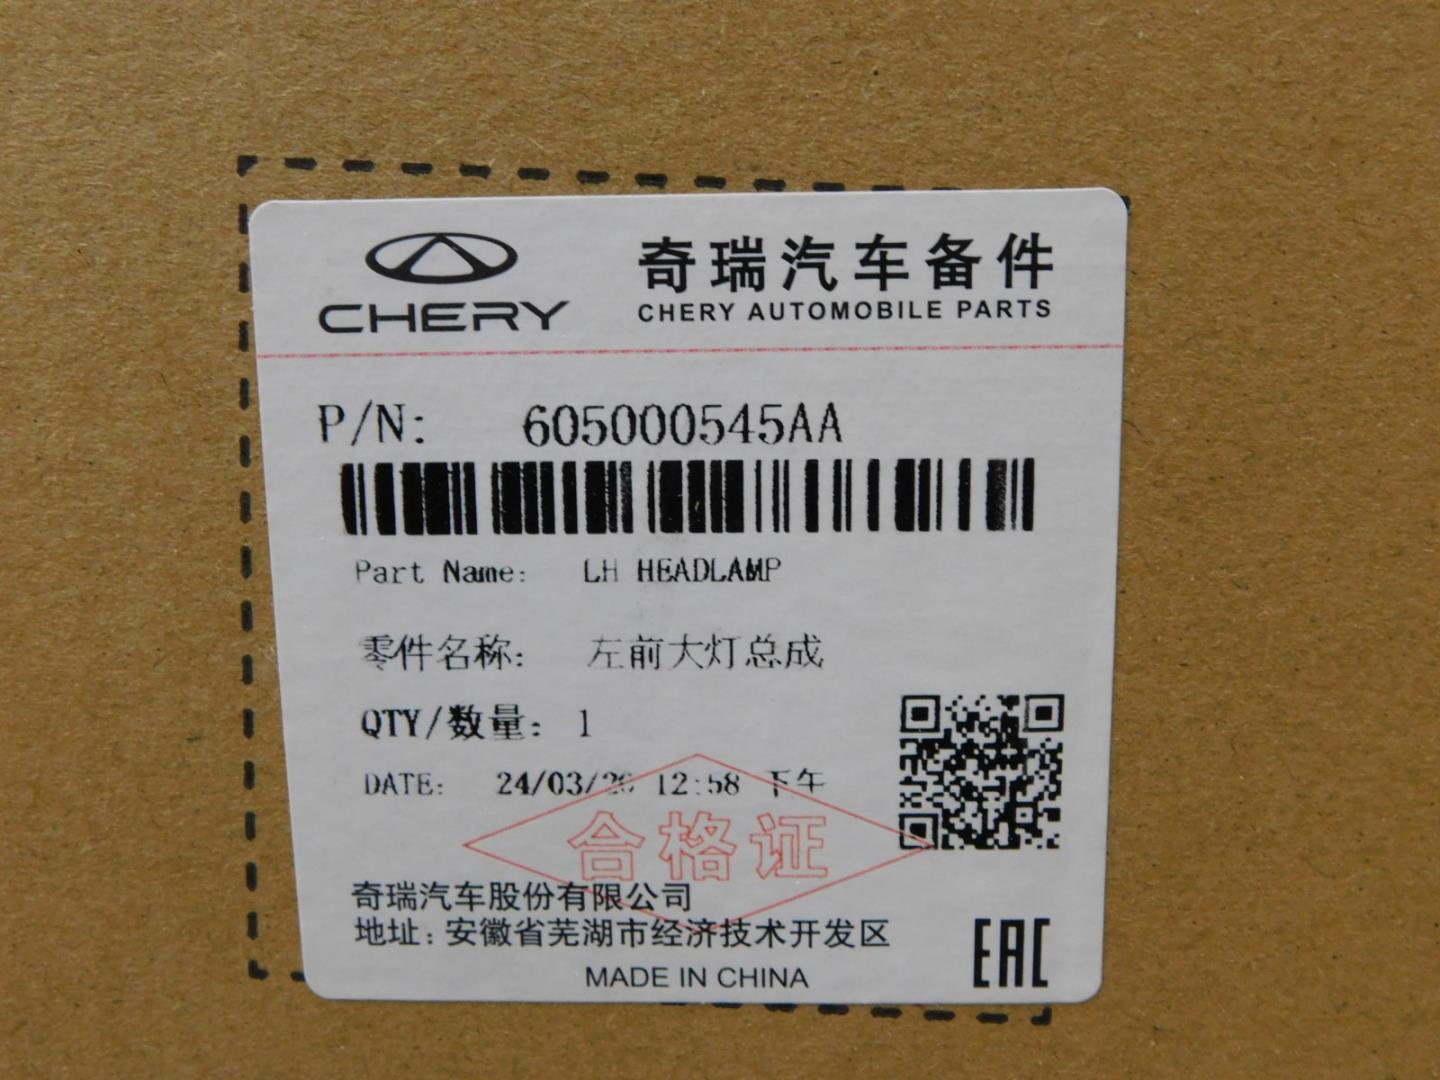 CHERY
奇瑞汽车备件
CHERY AUTOMOBILE PARTS
P/N: 605000545AA
Part Name: LH HEADLAMP
零件名称: 左前大灯总成
QTY/数量: 1
DATE: 12:58 下午
合格证
奇瑞汽车股份有限公司
地址: 安徽省芜湖市经济技术开发区
MADE IN CHINA
EAC